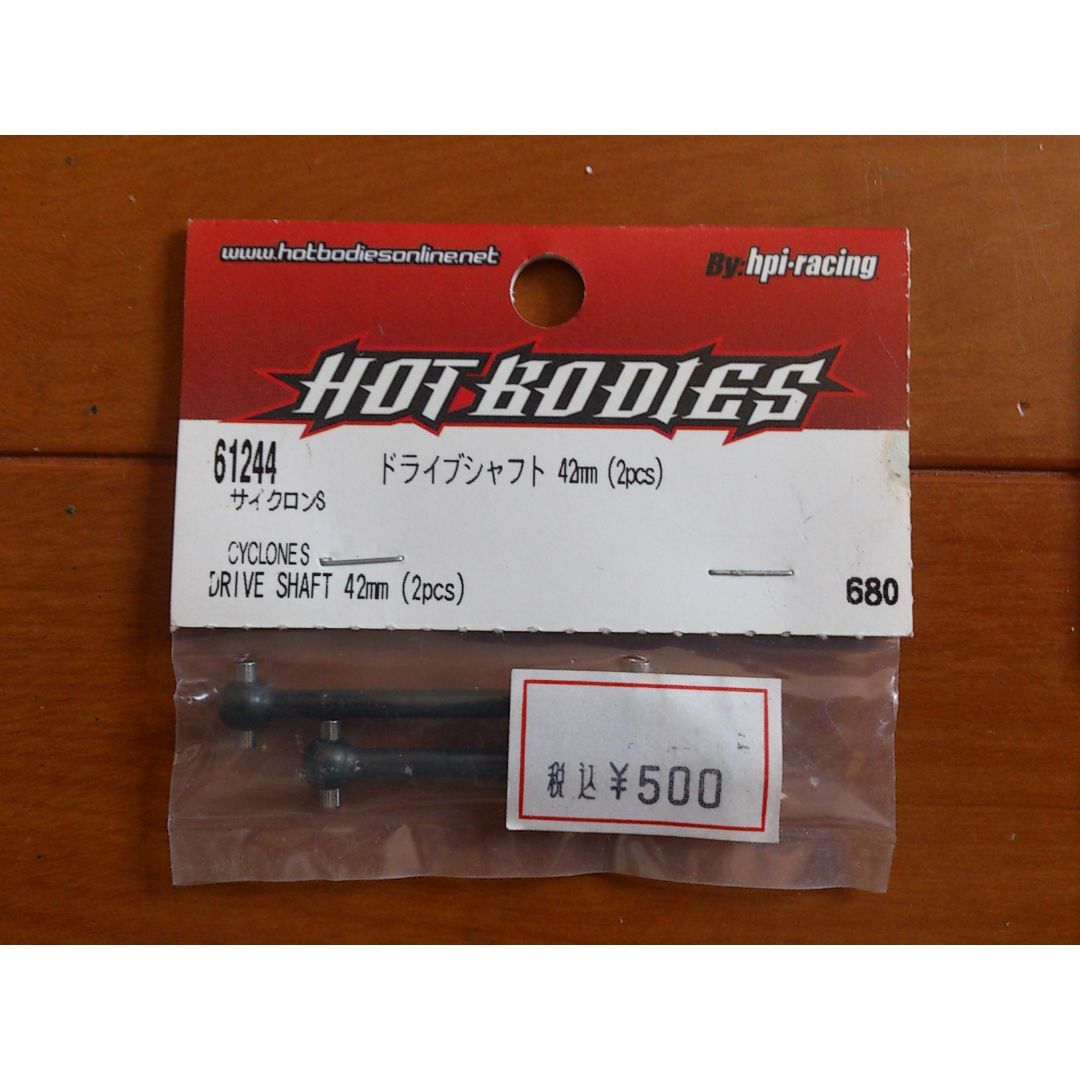 www.hotbodiesonline.net
By:hpi-racing
HOT BODIES
61244 ドライブシャフト 42mm (2pcs)
サイクロンS
CYCLONE S
DRIVE SHAFT 42mm (2pcs)
680
税込¥500